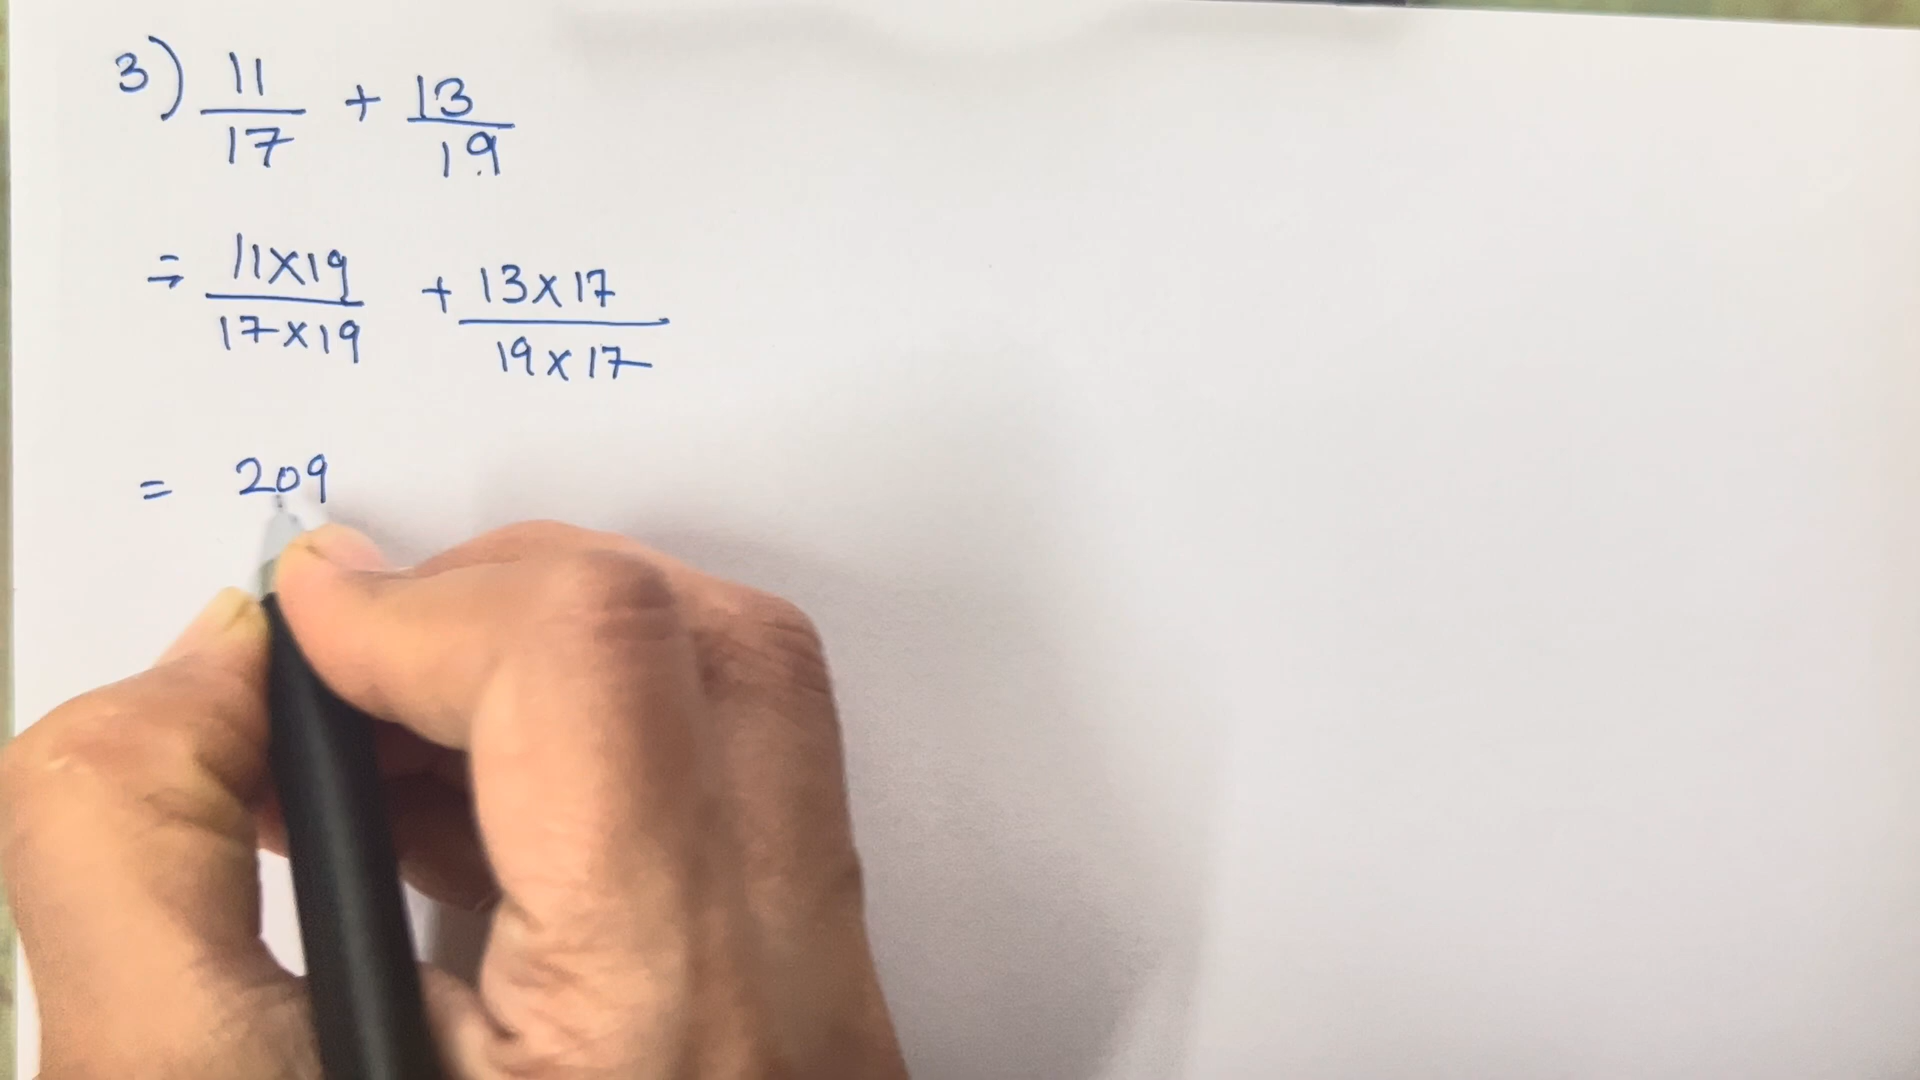 3) 11/17 + 13/19
= 11×19/17×19 + 13×17/19×17
= 209